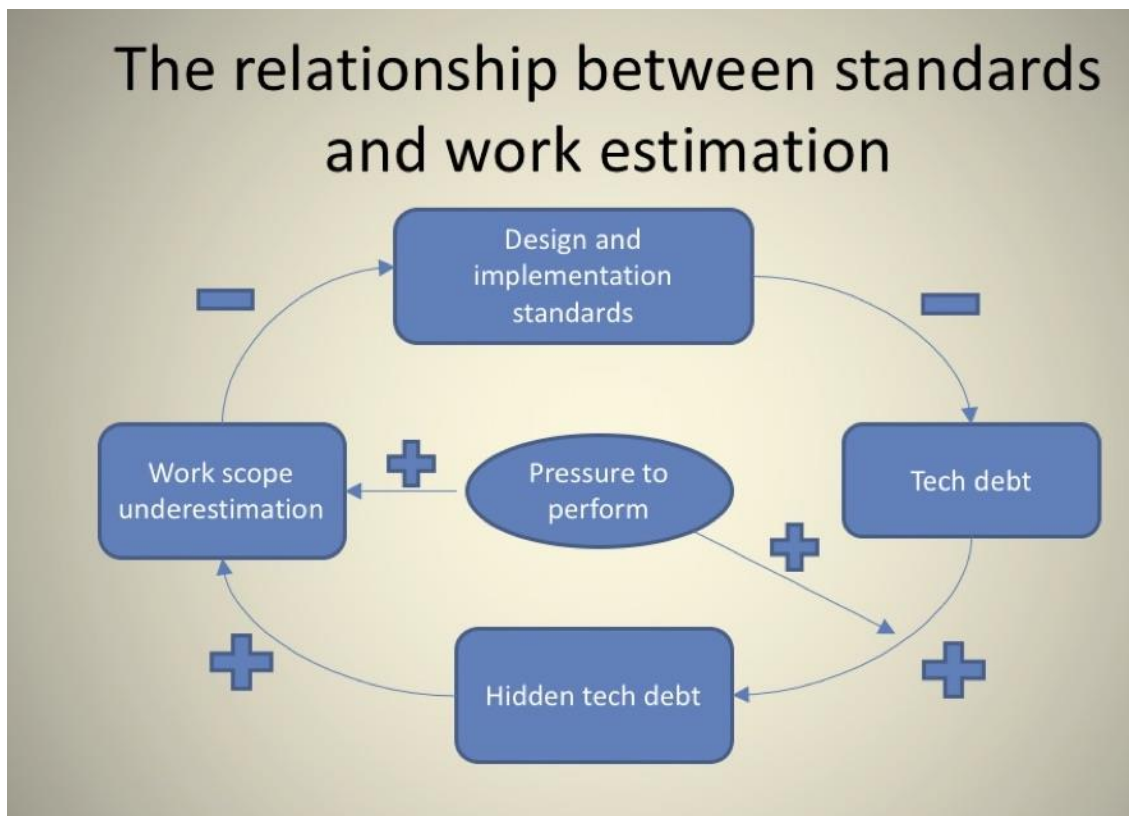 The relationship between standards
and work estimation
Design and
implementation
standards
Work scope
underestimation
Pressure to
perform
Tech debt
Hidden tech debt